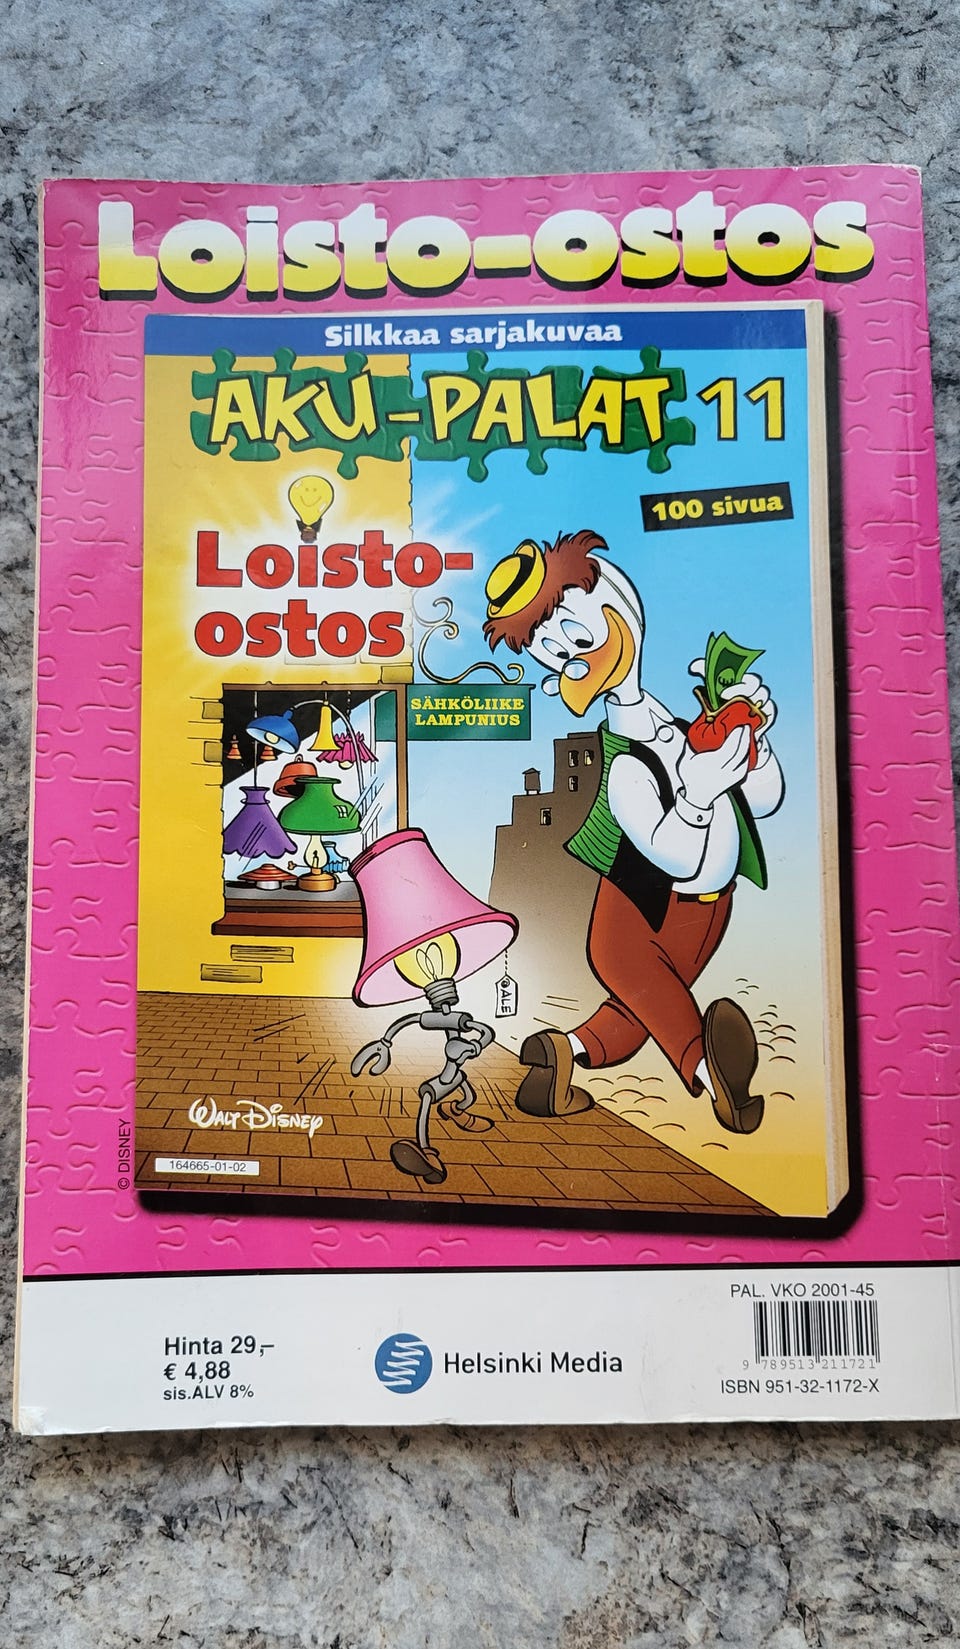 Loisto-ostos
Silkkaa sarjakuvaa
AKU-PALAT 11
100 sivua
Loisto-
ostos
SÄHKÖLIIKE
LAMPUNIUS
ALE
WALT DISNEY
164665-01-02
© DISNEY
PAL. VKO 2001-45
9 789513 211721
ISBN 951-32-1172-X
Hinta 29,–
€ 4,88
sis.ALV 8%
Helsinki Media